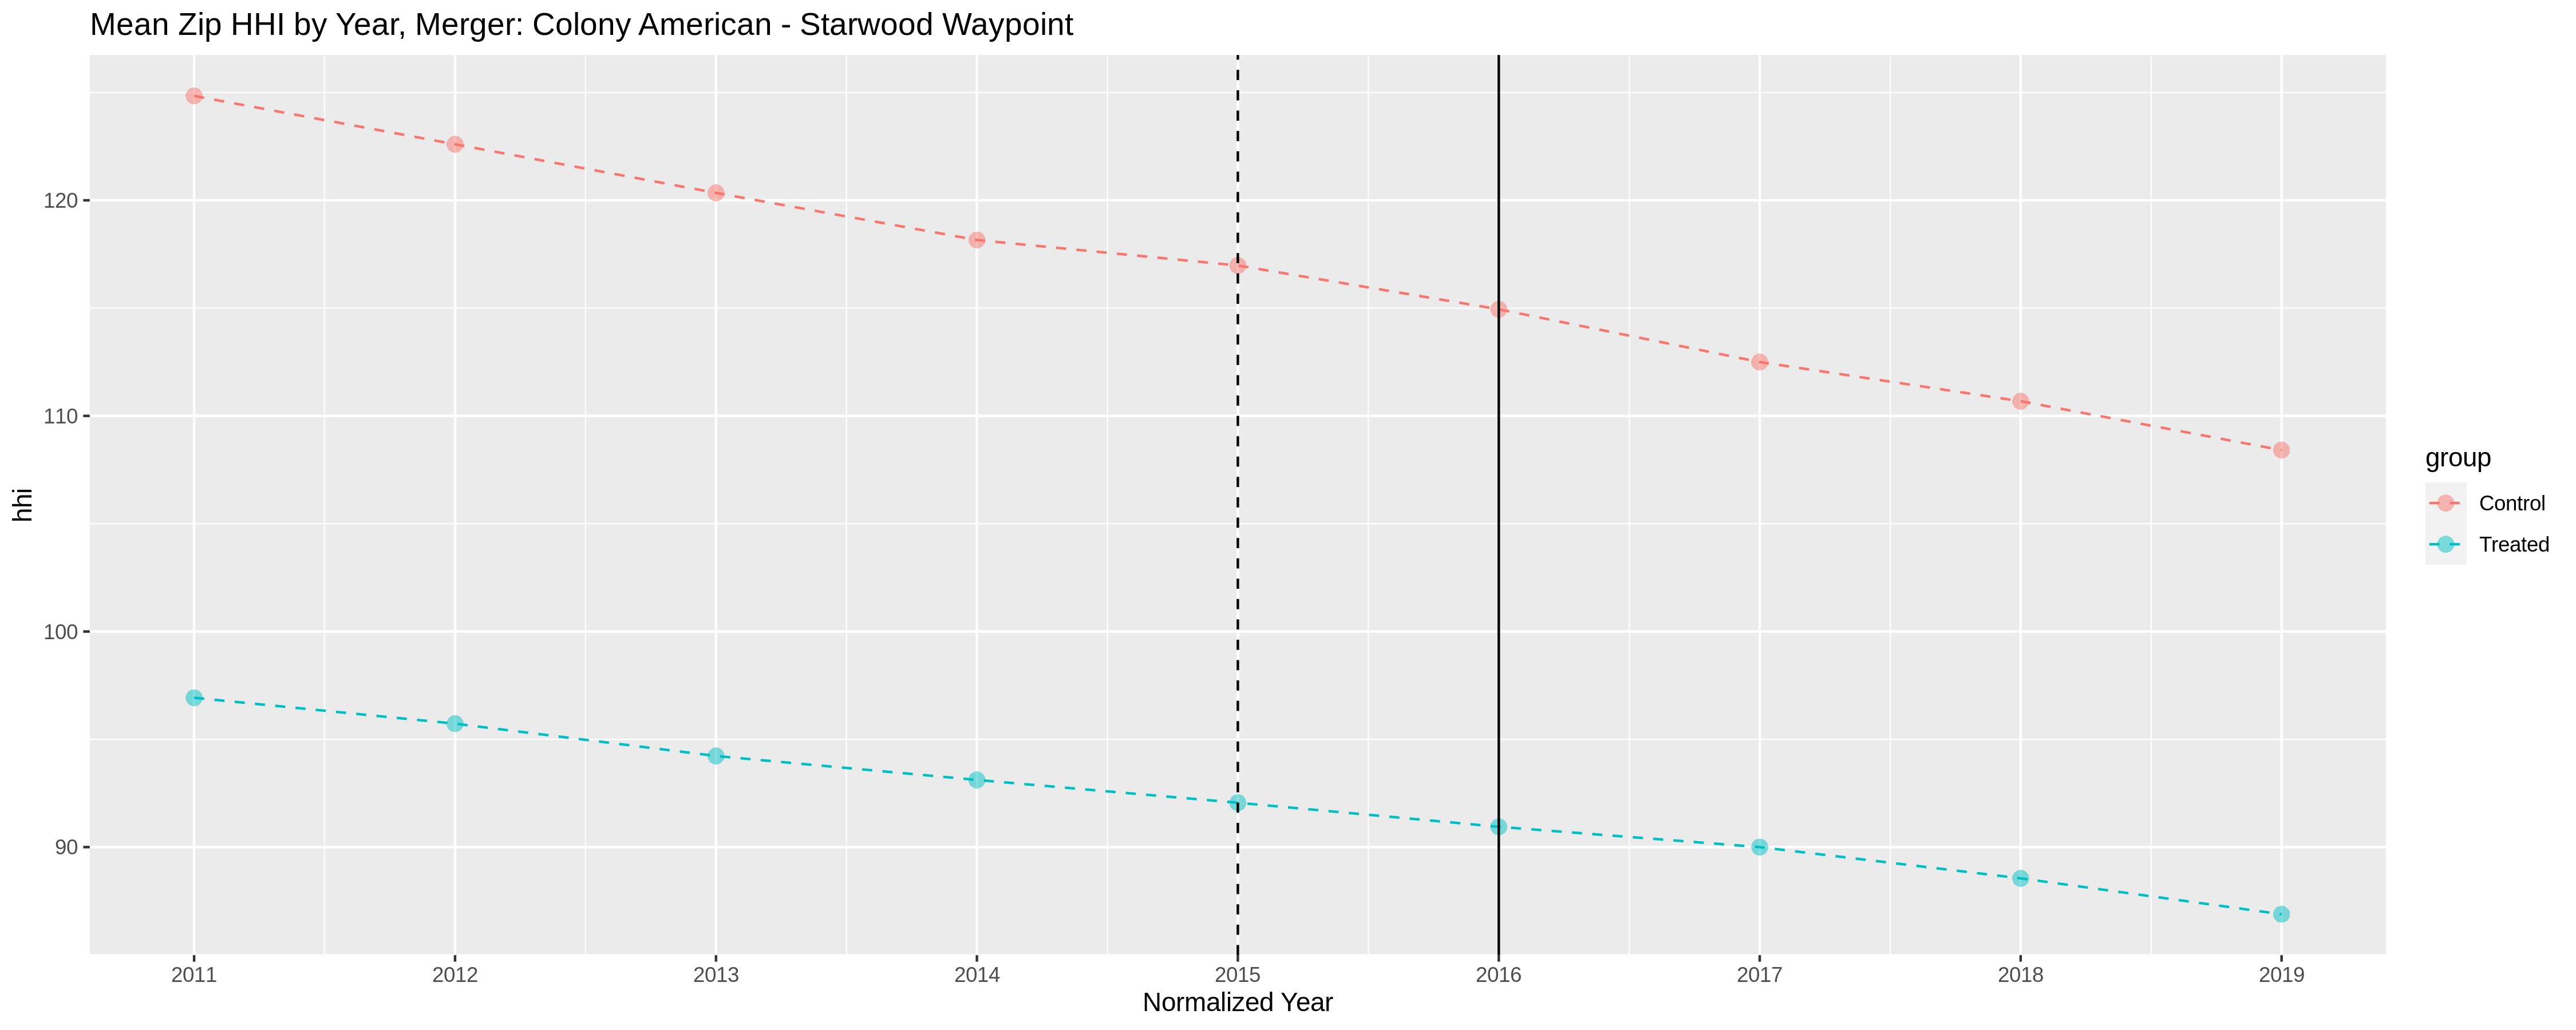 Mean Zip HHI by Year, Merger: Colony American - Starwood Waypoint
120
110
100
90
hhi
2011 2012 2013 2014 2015 2016 2017 2018 2019
Normalized Year
group
Control
Treated